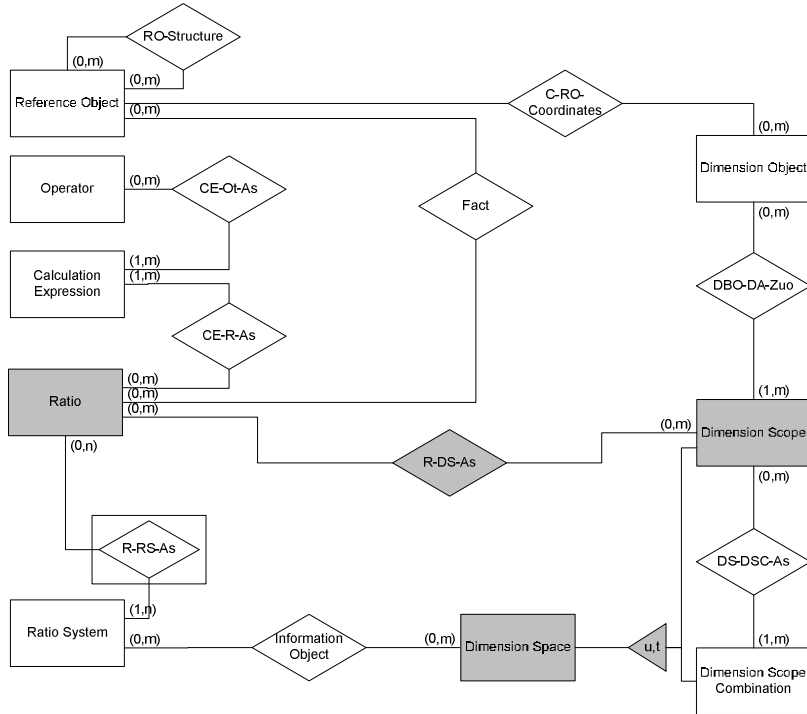 RO-Structure
(0,m)
(0,m)
Reference Object
(0,m)
C-RO-
Coordinates
(0,m)
Dimension Object
(0,m)
Operator
(0,m)
CE-Ot-As
Fact
(1,m)
(1,m)
Calculation
Expression
DBO-DA-Zuo
CE-R-As
(0,m)
(0,m)
(0,m)
Ratio
(1,m)
(0,m)
Dimension Scope
(0,n)
R-DS-As
(0,m)
R-RS-As
DS-DSC-As
(1,n)
Ratio System
(0,m)
Information
Object
(0,m)
Dimension Space
u,t
(1,m)
Dimension Scope
Combination